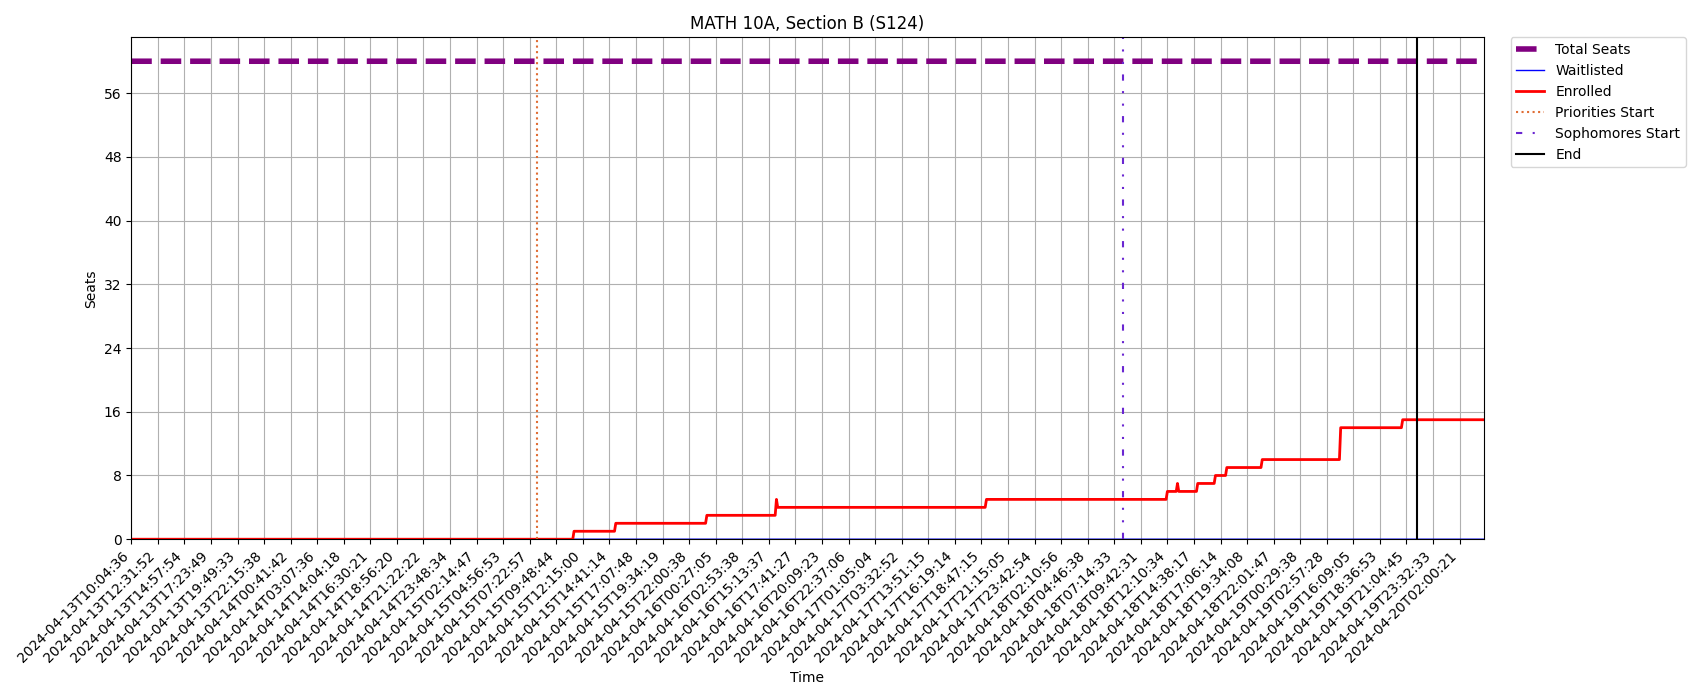 MATH 10A, Section B (S124)
Total Seats
Waitlisted
Enrolled
Priorities Start
Sophomores Start
End
Seats
56
48
40
32
24
16
8
0
2024-04-13T10:04:36
2024-04-13T12:31:52
2024-04-13T14:57:54
2024-04-13T17:23:49
2024-04-13T19:49:33
2024-04-13T22:15:38
2024-04-14T00:41:42
2024-04-14T03:07:36
2024-04-14T14:04:18
2024-04-14T16:30:21
2024-04-14T18:56:20
2024-04-14T21:22:22
2024-04-14T23:48:34
2024-04-15T02:14:47
2024-04-15T04:56:53
2024-04-15T07:22:57
2024-04-15T09:48:44
2024-04-15T12:15:00
2024-04-15T14:41:14
2024-04-15T17:07:48
2024-04-15T19:34:19
2024-04-15T22:00:38
2024-04-16T00:27:05
2024-04-16T02:53:38
2024-04-16T15:13:37
2024-04-16T17:41:27
2024-04-16T20:09:23
2024-04-16T22:37:06
2024-04-17T01:05:04
2024-04-17T03:32:52
2024-04-17T13:51:15
2024-04-17T16:19:14
2024-04-17T18:47:15
2024-04-17T21:15:05
2024-04-17T23:42:54
2024-04-18T02:10:56
2024-04-18T04:46:38
2024-04-18T07:14:33
2024-04-18T09:42:31
2024-04-18T12:10:34
2024-04-18T14:38:17
2024-04-18T17:06:14
2024-04-18T19:34:08
2024-04-18T22:01:47
2024-04-19T00:29:38
2024-04-19T02:57:28
2024-04-19T16:09:05
2024-04-19T18:36:53
2024-04-19T21:04:45
2024-04-19T23:32:33
2024-04-20T02:00:21
Time